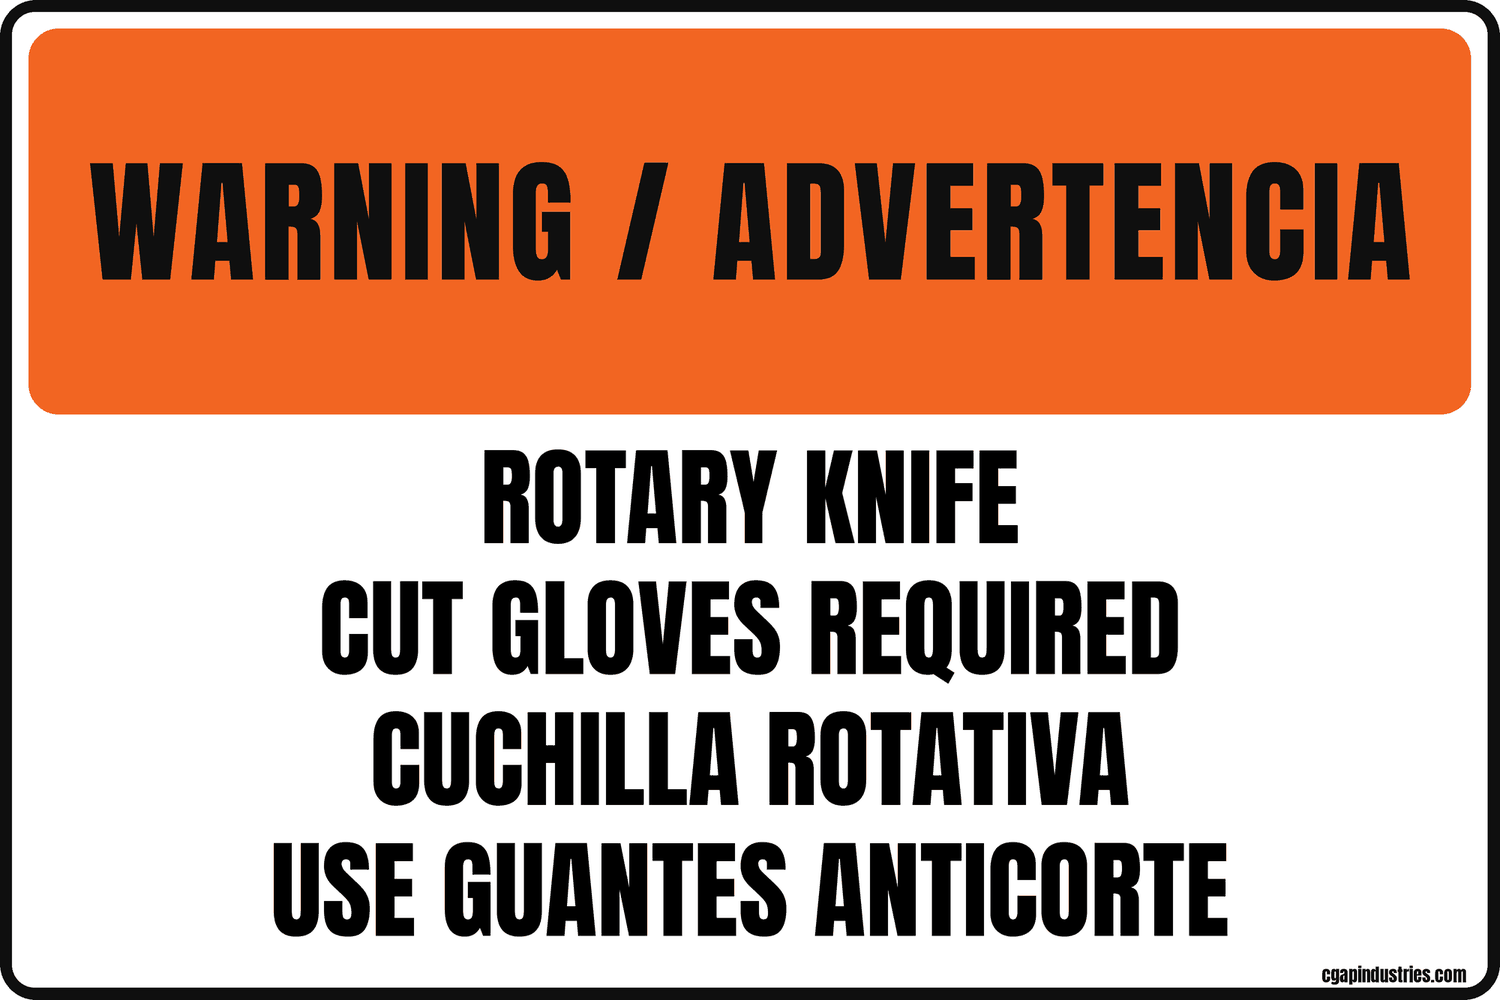 WARNING / ADVERTENCIA
ROTARY KNIFE
CUT GLOVES REQUIRED
CUCHILLA ROTATIVA
USE GUANTES ANTICORTE
cgapindustries.com